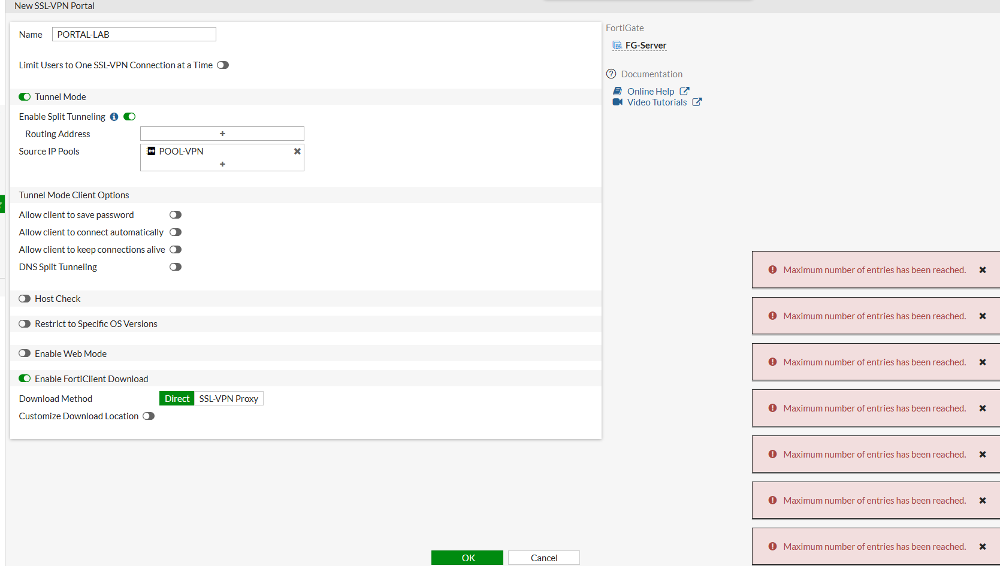 New SSL-VPN Portal
Name PORTAL-LAB
Limit Users to One SSL-VPN Connection at a Time
Tunnel Mode
Enable Split Tunneling
Routing Address +
Source IP Pools POOL-VPN
+
Tunnel Mode Client Options
Allow client to save password
Allow client to connect automatically
Allow client to keep connections alive
DNS Split Tunneling
Host Check
Restrict to Specific OS Versions
Enable Web Mode
Enable FortiClient Download
Download Method Direct SSL-VPN Proxy
Customize Download Location
OK Cancel
FortiGate
FG-Server
Documentation
Online Help
Video Tutorials
Maximum number of entries has been reached.
Maximum number of entries has been reached.
Maximum number of entries has been reached.
Maximum number of entries has been reached.
Maximum number of entries has been reached.
Maximum number of entries has been reached.
Maximum number of entries has been reached.